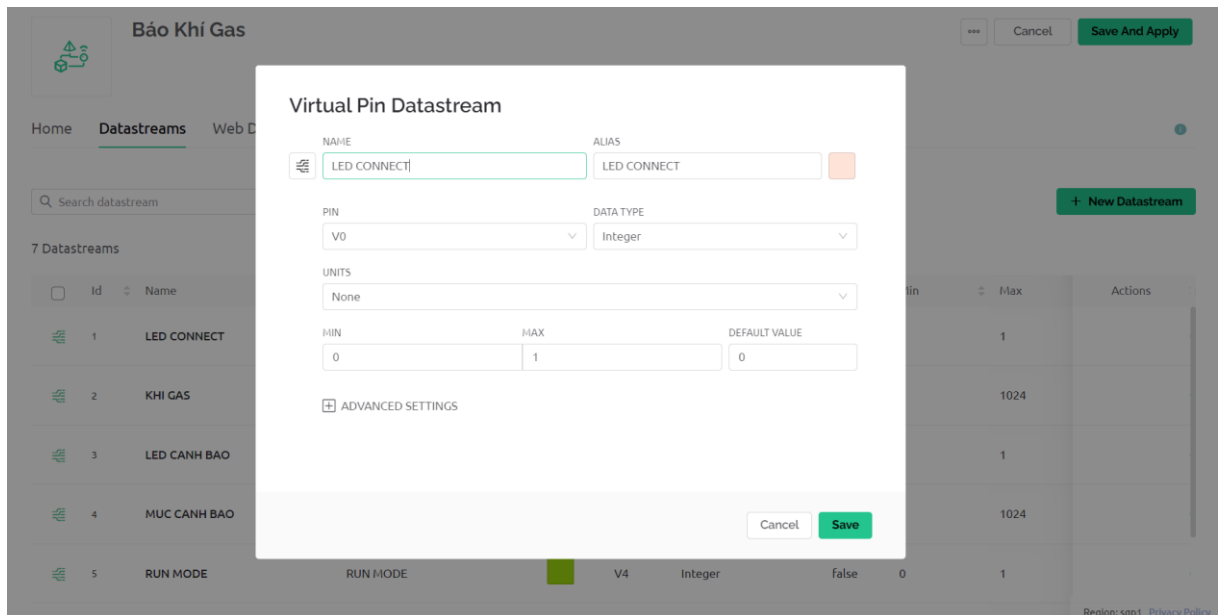 Báo Khí Gas
Cancel
Save And Apply
Home Datastreams Web D
Search datastream
+ New Datastream
7 Datastreams
Id Name Min Max Actions
1 LED CONNECT 1
2 KHI GAS 1024
3 LED CANH BAO 1
4 MUC CANH BAO 1024
5 RUN MODE RUN MODE V4 Integer false 0 1
Region: sgp1 Privacy Policy
Virtual Pin Datastream
NAME ALIAS
LED CONNECT LED CONNECT
PIN DATA TYPE
V0 Integer
UNITS
None
MIN MAX DEFAULT VALUE
0 1 0
ADVANCED SETTINGS
Cancel Save